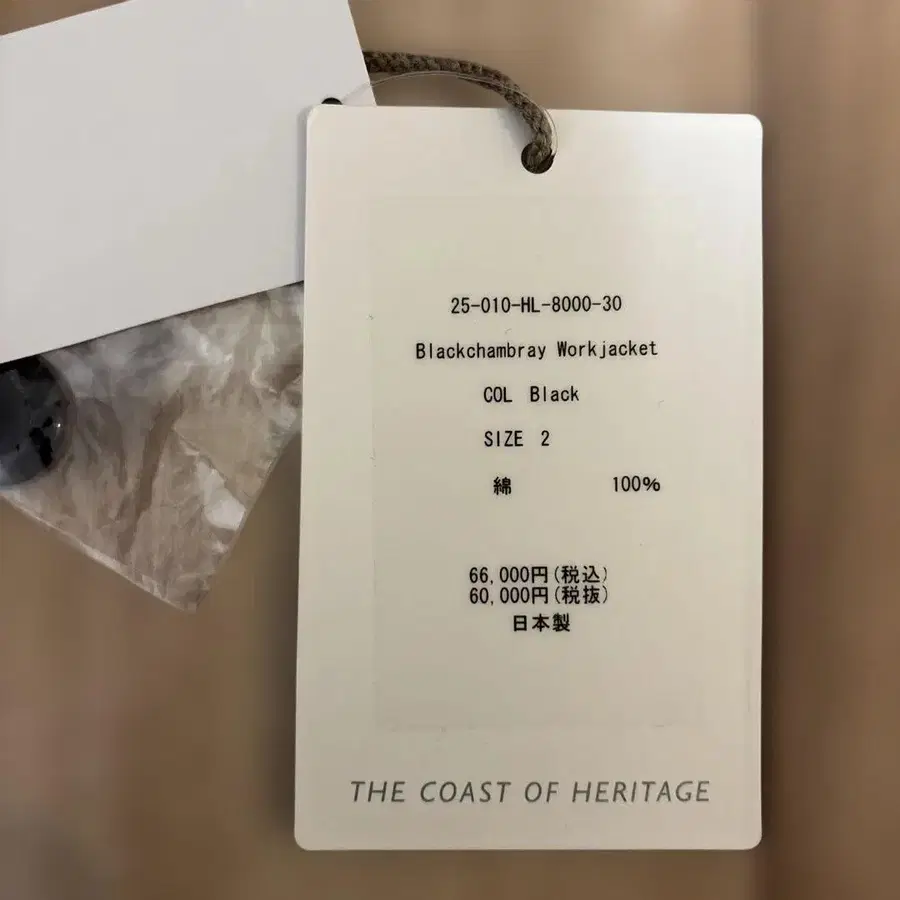 25-010-HL-8000-30
Blackchambray Workjacket
COL Black
SIZE 2
綿 100%
66,000円(税込)
60,000円(税抜)
日本製
THE COAST OF HERITAGE